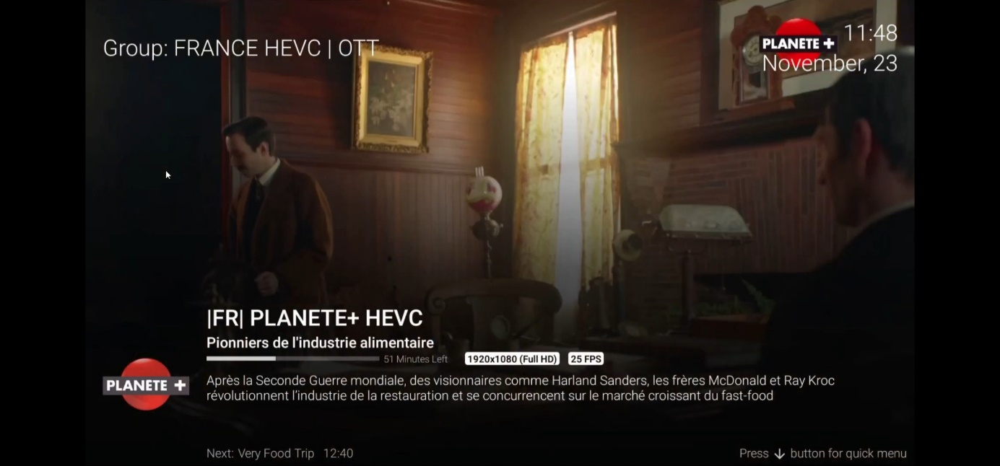 Group: FRANCE HEVC | OTT
PLANETE + 11:48
November, 23
|FR| PLANETE+ HEVC
Pionniers de l'industrie alimentaire
51 Minutes Left 1920x1080 (Full HD) 25 FPS
PLANETE +
Après la Seconde Guerre mondiale, des visionnaires comme Harland Sanders, les frères McDonald et Ray Kroc
révolutionnent l'industrie de la restauration et se concurrencent sur le marché croissant du fast-food
Next: Very Food Trip 12:40
Press ↓ button for quick menu